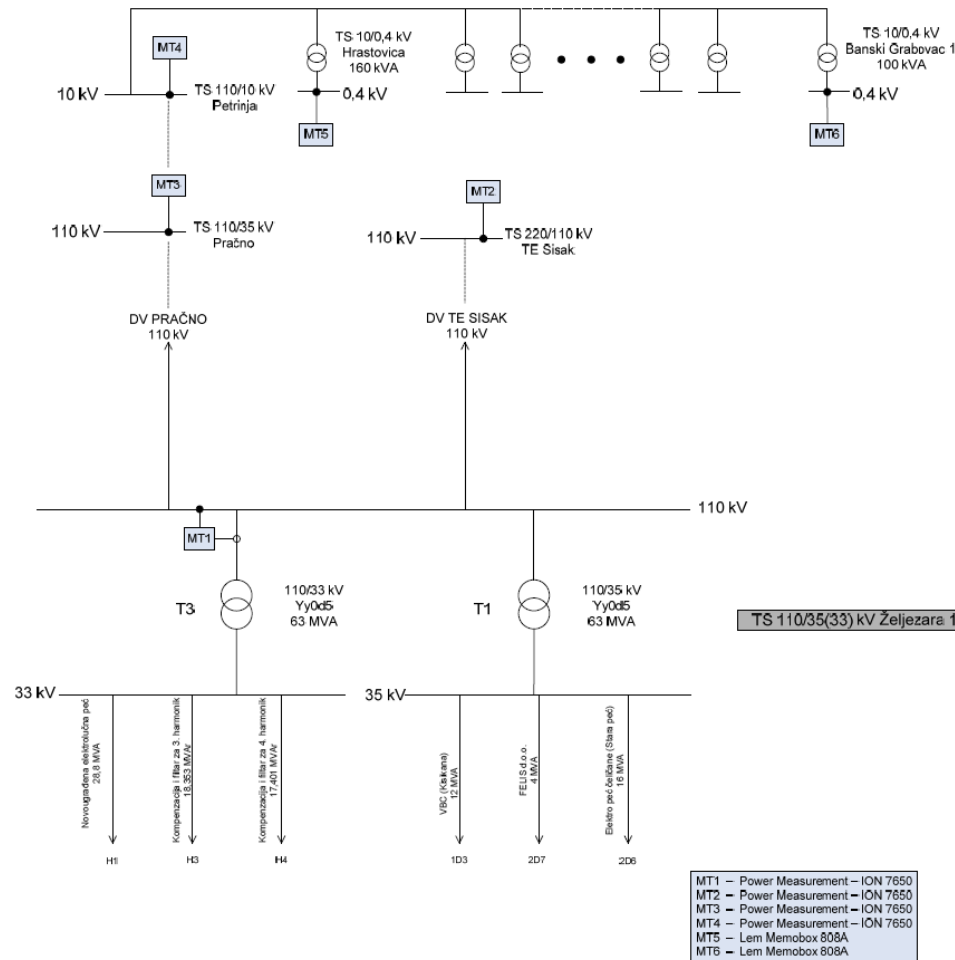 MT4
10 kV
TS 110/10 kV
Petrinja
TS 10/0,4 kV
Hrastovica
160 kVA
0,4 kV
MT5
TS 10/0,4 kV
Banski Grabovac 1
100 kVA
0,4 kV
MT6
MT3
110 kV
TS 110/35 kV
Pračno
MT2
110 kV
TS 220/110 kV
TE Sisak
DV PRAČNO
110 kV
DV TE SISAK
110 kV
110 kV
MT1
T3
110/33 kV
Yy0d5
63 MVA
T1
110/35 kV
Yy0d5
63 MVA
TS 110/35(33) kV Željezara 1
33 kV
35 kV
Novougrađena elektrolučna peć
28,8 MVA
Kompenzacija i filtar za 3. harmonik
18,353 MVAr
Kompenzacija i filtar za 4. harmonik
17,401 MVAr
VBC (Kisikana)
12 MVA
FELIS d.o.o.
4 MVA
Elektro peć čeličane (Stara peć)
16 MVA
H1
H3
H4
1D3
2D7
2D6
MT1 – Power Measurement – ION 7650
MT2 – Power Measurement – ION 7650
MT3 – Power Measurement – ION 7650
MT4 – Power Measurement – ION 7650
MT5 – Lem Memobox 808A
MT6 – Lem Memobox 808A